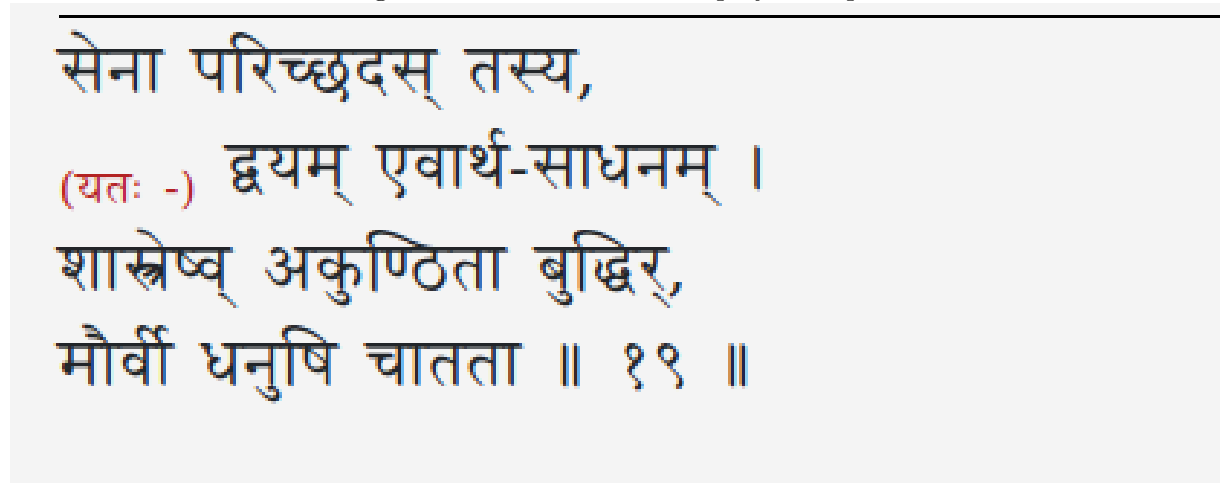 सेना परिच्छदस् तस्य,
(यतः -) द्वयम् एवार्थ-साधनम् ।
शास्त्रेष्व् अकुण्ठिता बुद्धिर्,
मौर्वी धनुषि चातता ॥ १९ ॥